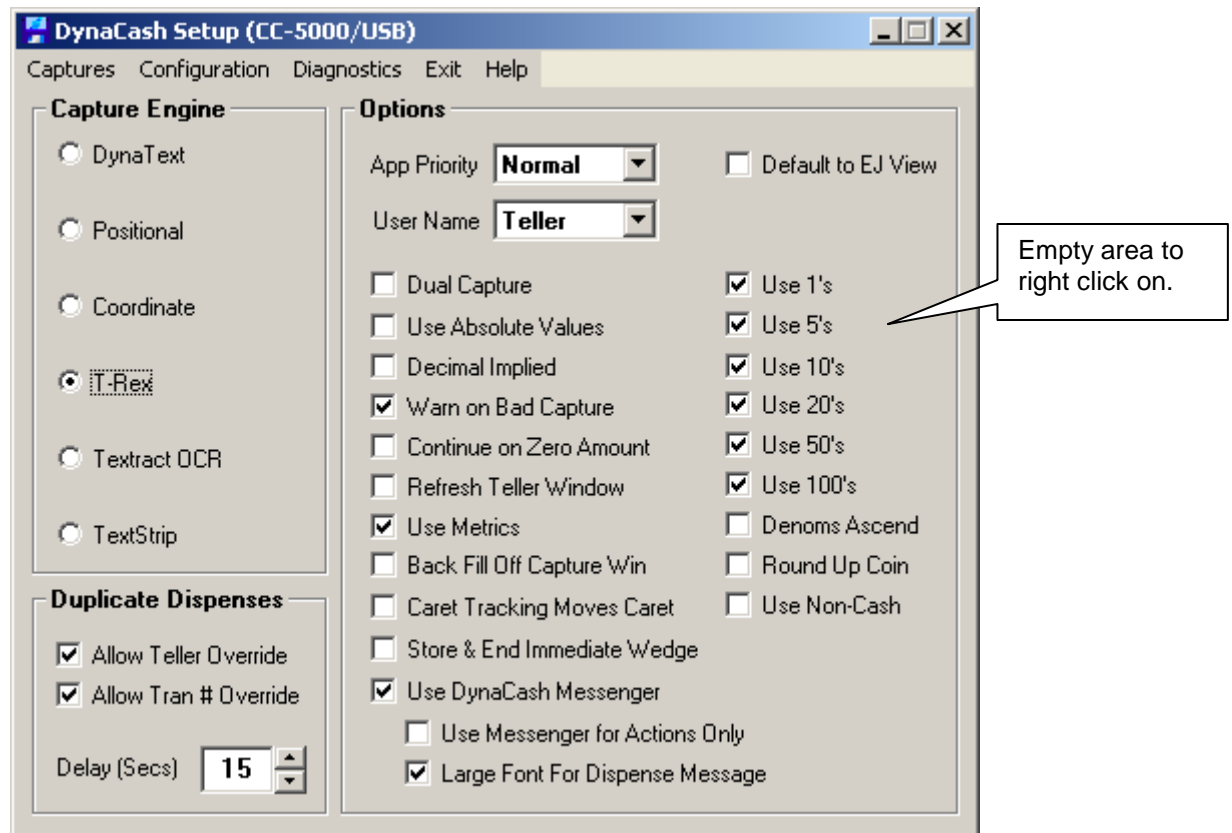 DynaCash Setup (CC-5000/USB)
Captures Configuration Diagnostics Exit Help
Capture Engine
DynaText
Positional
Coordinate
T-Rex
Textract OCR
TextStrip
Duplicate Dispenses
Allow Teller Override
Allow Tran # Override
Delay (Secs) 15
Options
App Priority Normal
Default to EJ View
User Name Teller
Dual Capture
Use Absolute Values
Decimal Implied
Warn on Bad Capture
Continue on Zero Amount
Refresh Teller Window
Use Metrics
Back Fill Off Capture Win
Caret Tracking Moves Caret
Store & End Immediate Wedge
Use DynaCash Messenger
Use Messenger for Actions Only
Large Font For Dispense Message
Use 1's
Use 5's
Use 10's
Use 20's
Use 50's
Use 100's
Denoms Ascend
Round Up Coin
Use Non-Cash
Empty area to
right click on.